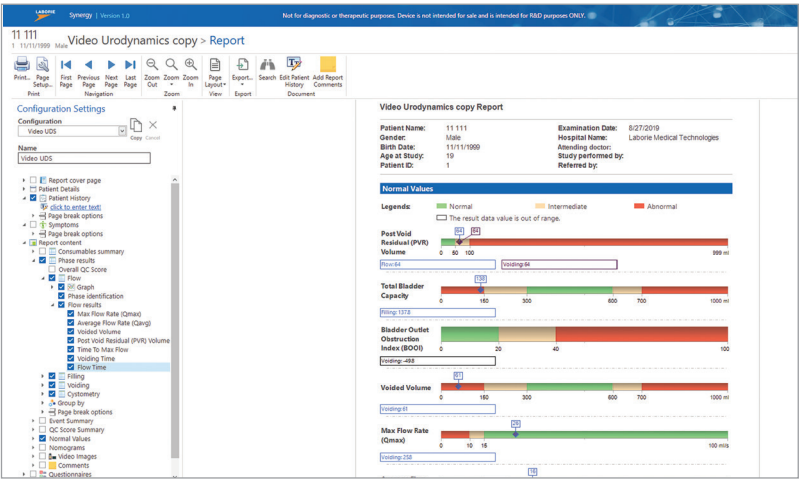 LABORIE
Synergy | Version 1.0
Not for diagnostic or therapeutic purposes. Device is not intended for sale and is intended for R&D purposes ONLY.
11 111
1 11/11/1999 Male
Video Urodynamics copy > Report
Print... Page Setup... First Page Previous Page Next Page Last Page Zoom Out Zoom Zoom In Page Layout Export... Search Edit Patient History Add Report Comments
Print Navigation Zoom View Export Document
Configuration Settings
Configuration
Video UDS
Copy Cancel
Name
Video UDS
Report cover page
Patient Details
Patient History
click to enter text!
Page break options
Symptoms
Page break options
Report content
Consumables summary
Phase results
Overall QC Score
Flow
Graph
Phase identification
Flow results
Max Flow Rate (Qmax)
Average Flow Rate (Qavg)
Voided Volume
Post Void Residual (PVR) Volume
Time To Max Flow
Voiding Time
Flow Time
Filling
Voiding
Cystometry
Group by
Page break options
Event Summary
QC Score Summary
Normal Values
Nomograms
Video Images
Comments
Questionnaires
Video Urodynamics copy Report
Patient Name: 11 111 Examination Date: 8/27/2019
Gender: Male Hospital Name: Laborie Medical Technologies
Birth Date: 11/11/1999 Attending doctor:
Age at Study: 19 Study performed by:
Patient ID: 1 Referred by:
Normal Values
Legends: Normal Intermediate Abnormal
The result data value is out of range.
64 64
Post Void Residual (PVR) Volume
0 50 100 999 ml
Flow:64 Voiding:64
138
Total Bladder Capacity
0 150 300 600 700 1000 ml
Filling: 137.8
Bladder Outlet Obstruction Index (BOOI)
0 20 40 100
Voiding: -49.8
61
Voided Volume
0 150 300 600 700 1000 ml
Voiding:61
26
Max Flow Rate (Qmax)
0 10 15 100 ml/s
Voiding:25.8
10